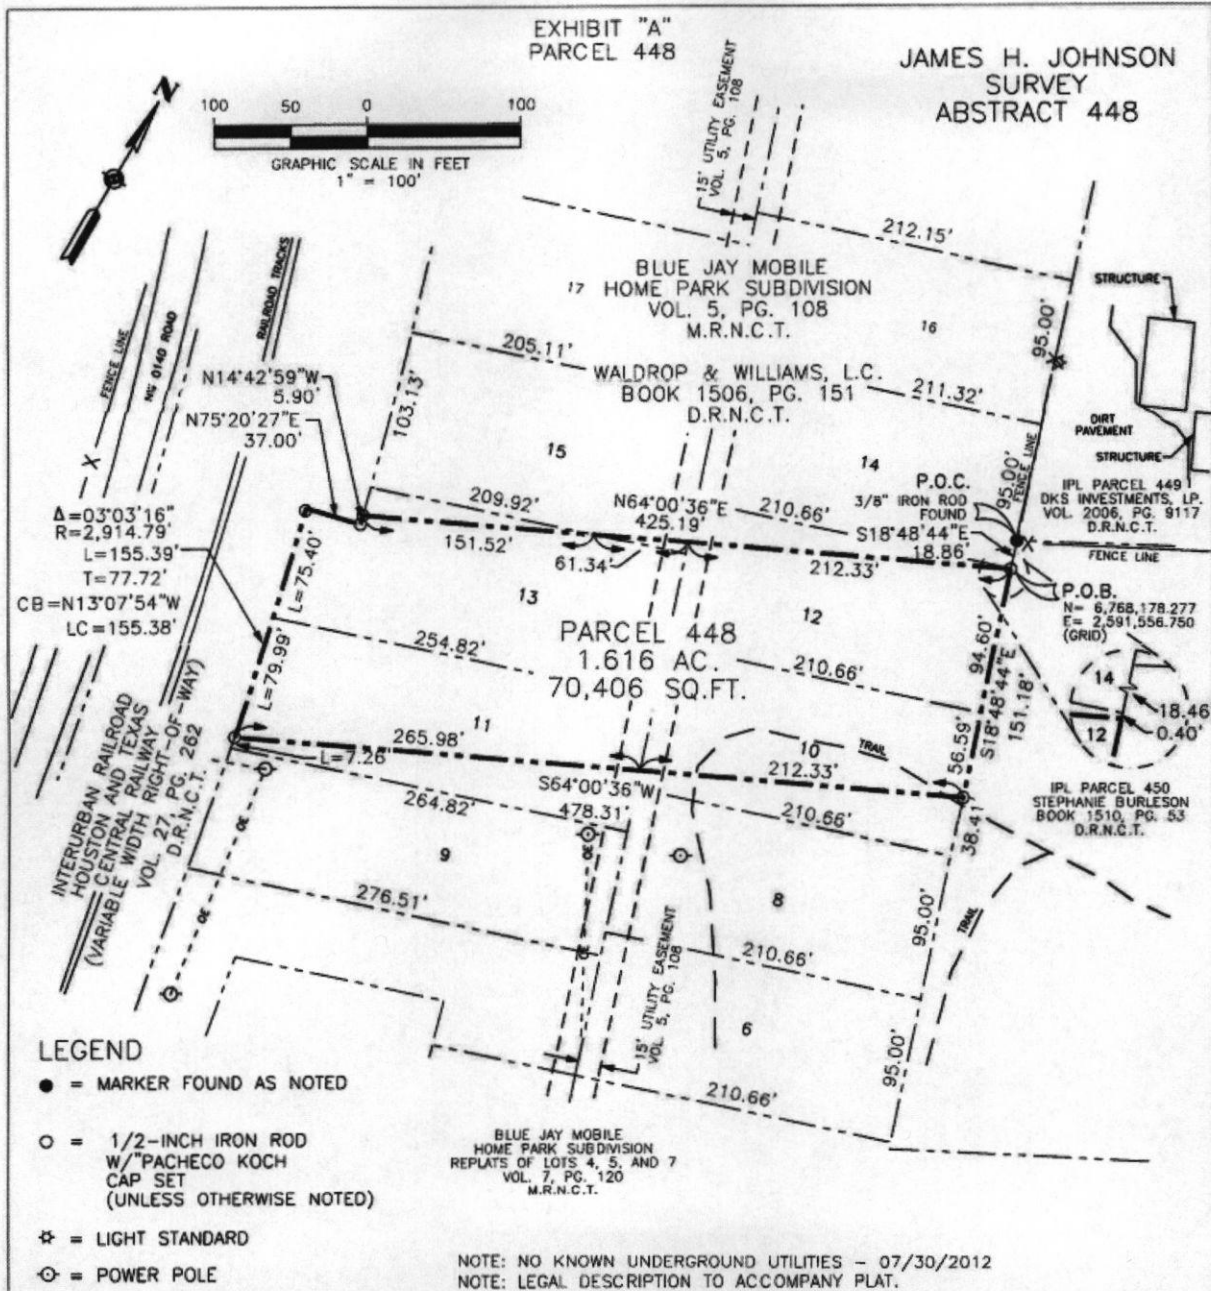 EXHIBIT "A"
PARCEL 448
JAMES H. JOHNSON
SURVEY
ABSTRACT 448
N
100 50 0 100
GRAPHIC SCALE IN FEET
1" = 100'
15' UTILITY EASEMENT
VOL. 5, PG. 108
212.15'
BLUE JAY MOBILE
17 HOME PARK SUBDIVISION
VOL. 5, PG. 108
M.R.N.C.T.
16
95.00'
STRUCTURE
FENCE LINE
NW 0140 ROAD
RAILROAD TRACKS
205.11'
WALDROP & WILLIAMS, L.C.
BOOK 1506, PG. 151
D.R.N.C.T.
211.32'
DIRT
PAVEMENT
STRUCTURE
N14°42'59"W
5.90'
N75°20'27"E
37.00'
103.13'
15
14
95.00'
FENCE LINE
P.O.C.
3/8" IRON ROD
FOUND
IPL PARCEL 449
DKS INVESTMENTS, LP.
VOL. 2006, PG. 9117
D.R.N.C.T.
209.92'
N64°00'36"E
425.19'
210.66'
S18°48'44"E
18.86'
FENCE LINE
151.52'
61.34'
212.33'
Δ=03°03'16"
R=2,914.79'
L=155.39'
T=77.72'
CB=N13°07'54"W
LC=155.38'
L=75.40'
13
12
P.O.B.
N= 6,768,178.277
E= 2,591,556.750
(GRID)
PARCEL 448
1.616 AC.
70,406 SQ.FT.
254.82'
210.66'
L=79.99'
94.60'
S18°48'44"E
151.18'
14
18.46
12
0.40'
11
10
TRAIL
265.98'
212.33'
56.59'
L=7.26
S64°00'36"W
478.31'
264.82'
210.66'
38.41'
IPL PARCEL 450
STEPHANIE BURLESON
BOOK 1510, PG. 53
D.R.N.C.T.
INTERURBAN RAILROAD
HOUSTON AND TEXAS
CENTRAL RAILWAY
(VARIABLE WIDTH RIGHT-OF-WAY)
VOL. 27, PG. 262
D.R.N.C.T.
OE
OE
OE
OE
9
8
276.51'
95.00'
TRAIL
210.66'
15' UTILITY EASEMENT
VOL. 5, PG. 108
6
95.00'
210.66'
LEGEND
= MARKER FOUND AS NOTED
= 1/2-INCH IRON ROD
W/"PACHECO KOCH
CAP SET
(UNLESS OTHERWISE NOTED)
= LIGHT STANDARD
= POWER POLE
BLUE JAY MOBILE
HOME PARK SUBDIVISION
REPLATS OF LOTS 4, 5, AND 7
VOL. 7, PG. 120
M.R.N.C.T.
NOTE: NO KNOWN UNDERGROUND UTILITIES - 07/30/2012
NOTE: LEGAL DESCRIPTION TO ACCOMPANY PLAT.